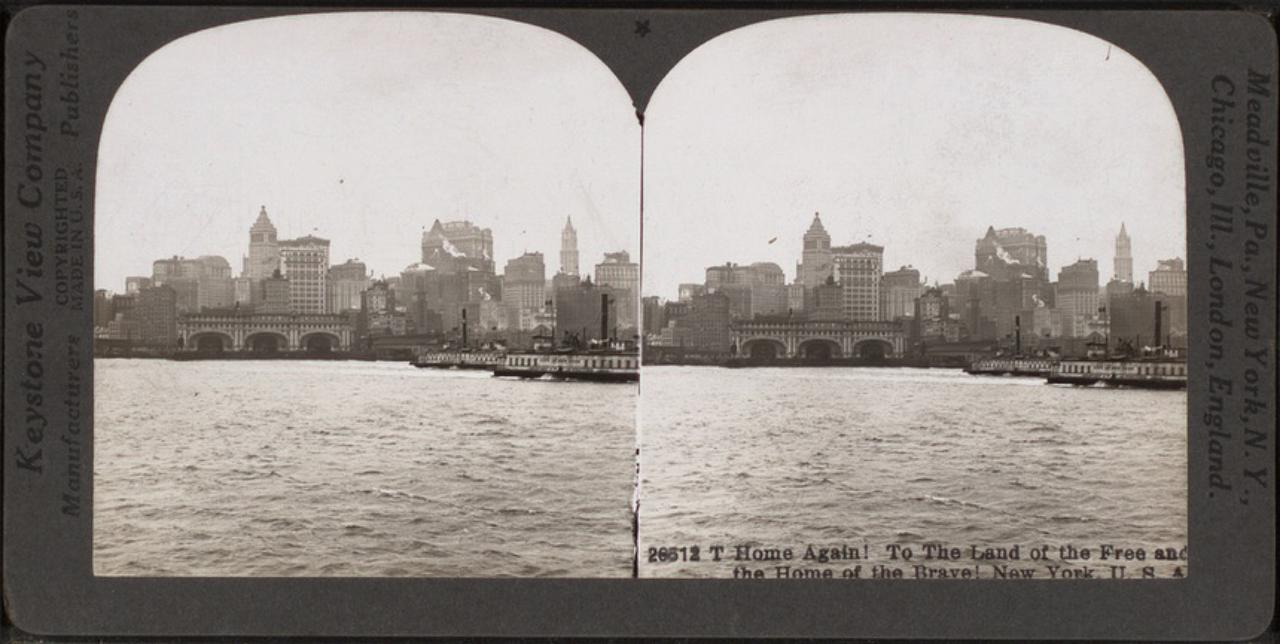 Keystone View Company
Manufacturers COPYRIGHTED MADE IN U.S.A. Publishers
26512 T Home Again! To The Land of the Free and
the Home of the Brave! New York, U. S. A
Meadville, Pa., New York, N. Y.,
Chicago, Ill., London, England.